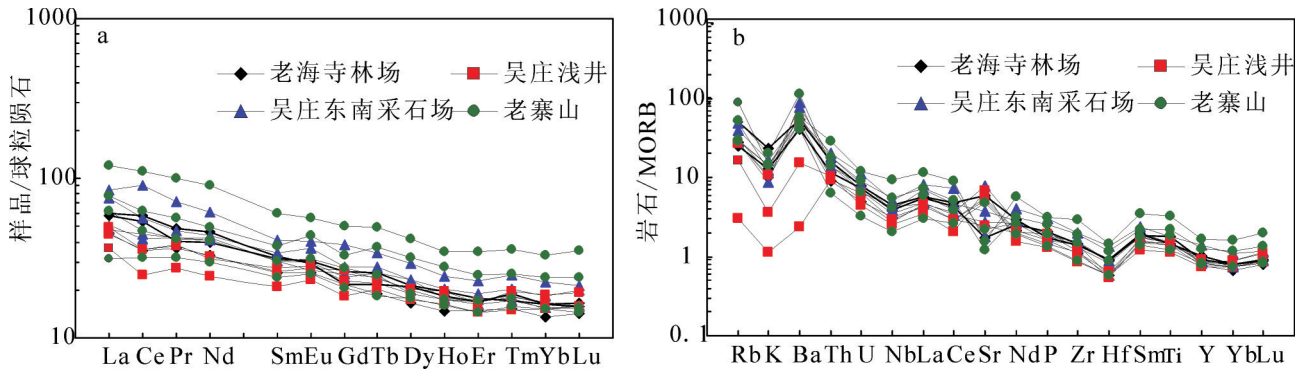 1000
a
老海寺林场
吴庄浅井
吴庄东南采石场
老寨山
100
10
样品/球粒陨石
La Ce Pr Nd Sm Eu Gd Tb Dy Ho Er Tm Yb Lu
1000
b
老海寺林场
吴庄浅井
吴庄东南采石场
老寨山
100
10
1
0.1
岩石/MORB
Rb K Ba Th U Nb La Ce Sr Nd P Zr Hf Sm Ti Y Yb Lu